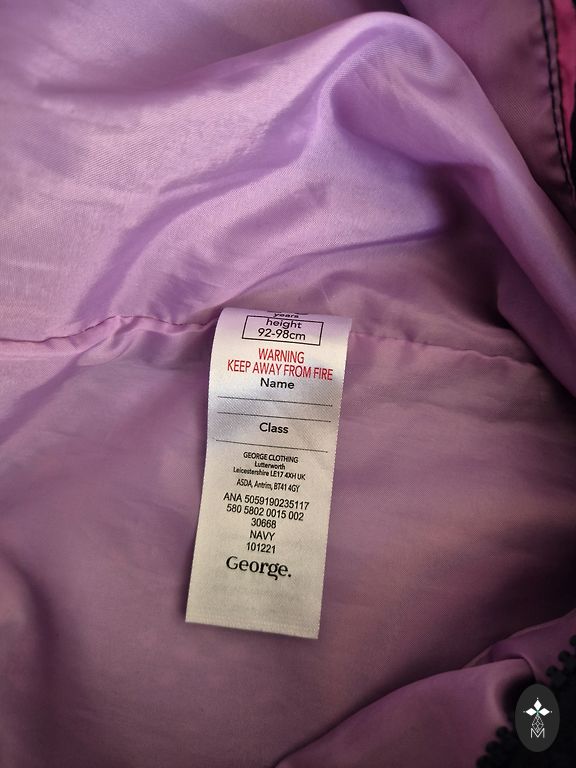 years
height
92-98cm
WARNING
KEEP AWAY FROM FIRE
Name
Class
GEORGE CLOTHING
Lutterworth
Leicestershire LE17 4XH UK
ASDA, Antrim, BT41 4GY
ANA 5059190235117
580 5802 0015 002
30668
NAVY
101221
George.
M